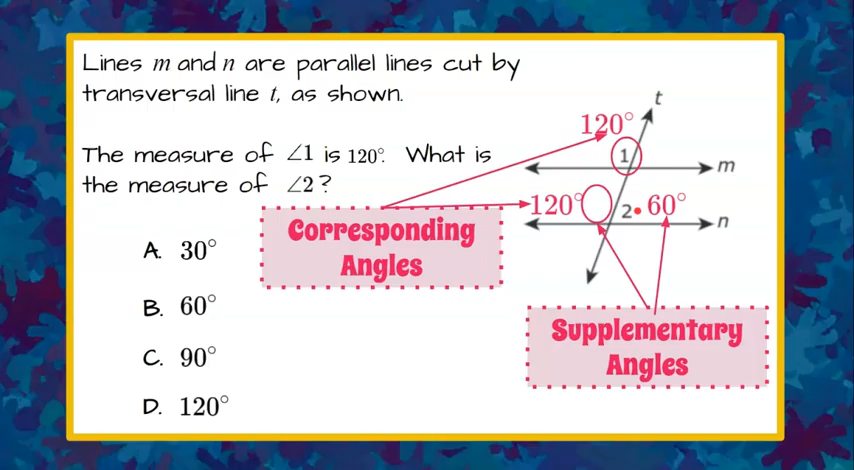 Lines m and n are parallel lines cut by
transversal line t, as shown.
The measure of ∠1 is 120°. What is
the measure of ∠2?
A. 30°
B. 60°
C. 90°
D. 120°
t
120°
1
m
120°
2
60°
n
Corresponding
Angles
Supplementary
Angles